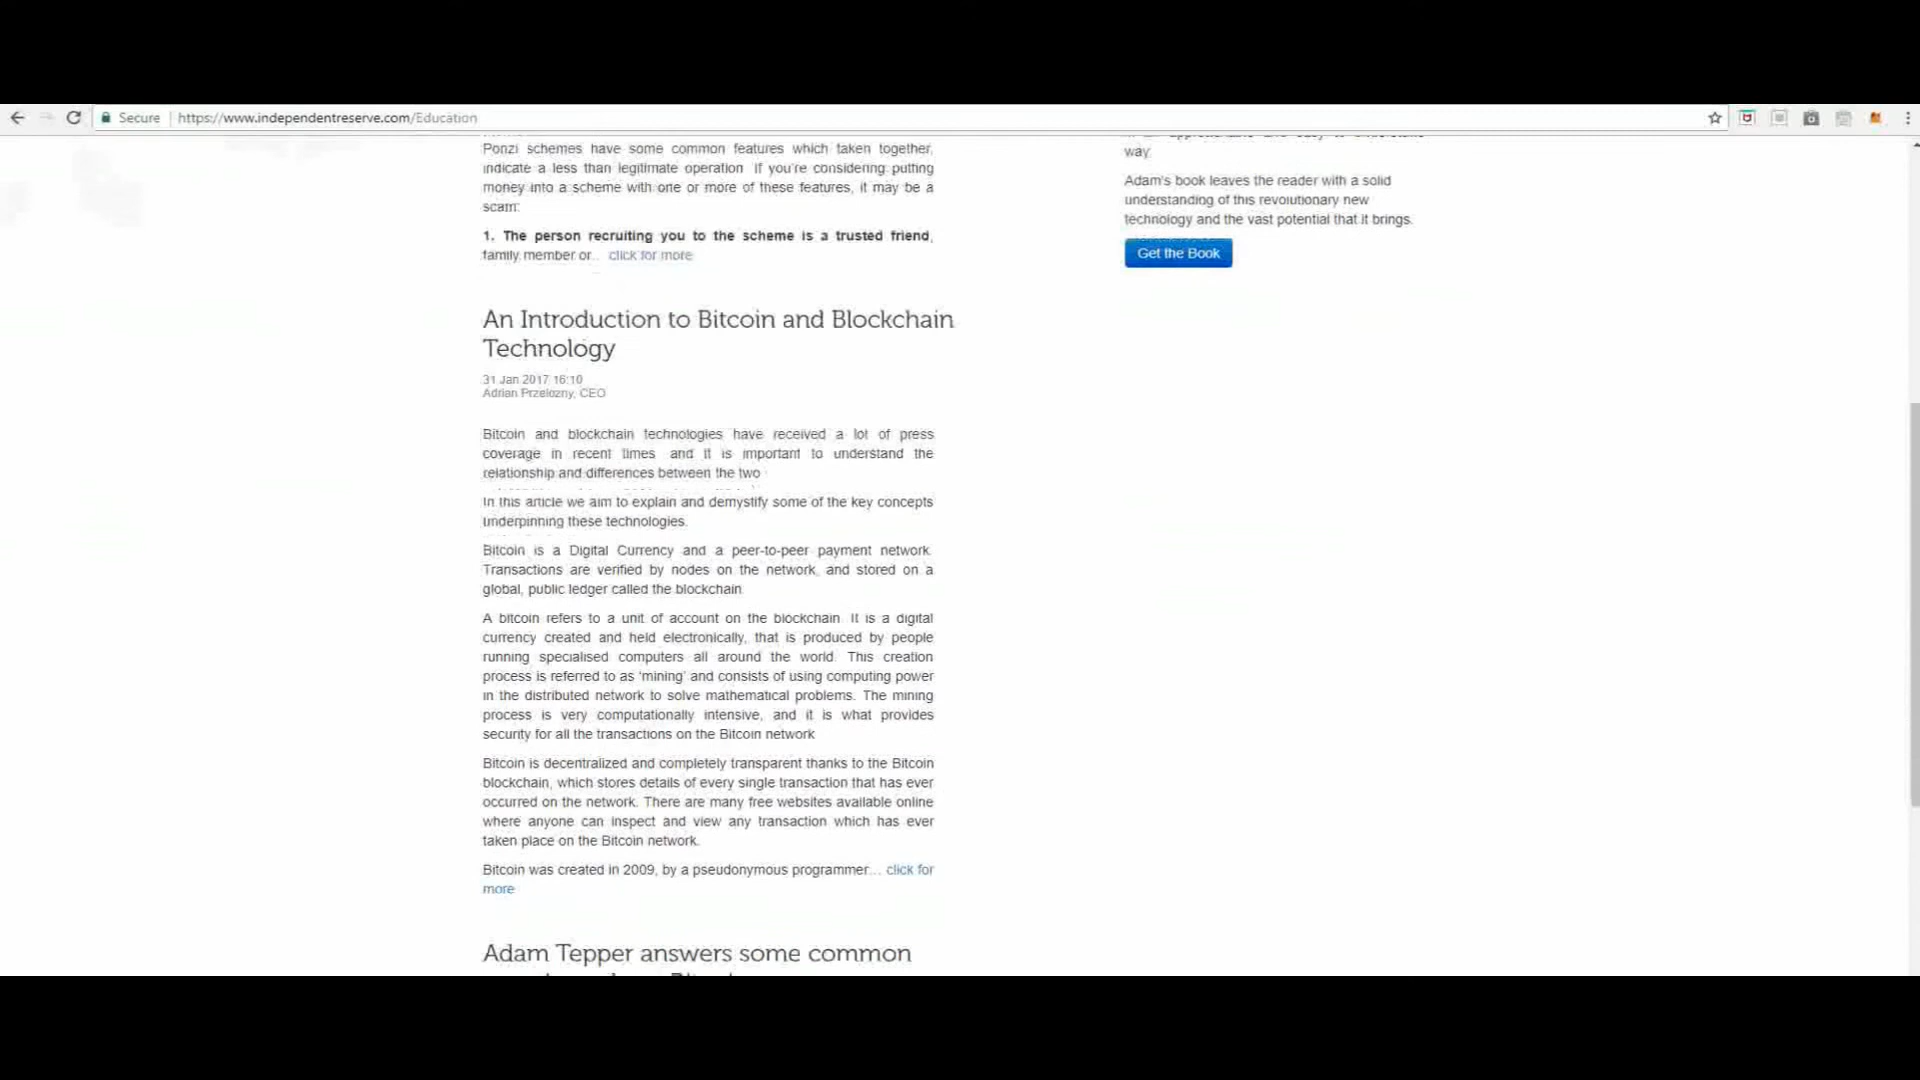 Secure
https://www.independentreserve.com/Education
Ponzi schemes have some common features which taken together,
indicate a less than legitimate operation If you're considering putting
money into a scheme with one or more of these features, it may be a
scam:
1. The person recruiting you to the scheme is a trusted friend,
family member or... click for more
An Introduction to Bitcoin and Blockchain
Technology
31 Jan 2017 16:10
Adrian Przelozny, CEO
Bitcoin and blockchain technologies have received a lot of press
coverage in recent times and it is important to understand the
relationship and differences between the two
In this article we aim to explain and demystify some of the key concepts
underpinning these technologies.
Bitcoin is a Digital Currency and a peer-to-peer payment network.
Transactions are verified by nodes on the network, and stored on a
global, public ledger called the blockchain
A bitcoin refers to a unit of account on the blockchain. It is a digital
currency created and held electronically, that is produced by people
running specialised computers all around the world. This creation
process is referred to as ‘mining’ and consists of using computing power
in the distributed network to solve mathematical problems. The mining
process is very computationally intensive, and it is what provides
security for all the transactions on the Bitcoin network
Bitcoin is decentralized and completely transparent thanks to the Bitcoin
blockchain, which stores details of every single transaction that has ever
occurred on the network. There are many free websites available online
where anyone can inspect and view any transaction which has ever
taken place on the Bitcoin network.
Bitcoin was created in 2009, by a pseudonymous programmer... click for
more
Adam Tepper answers some common
way.
Adam's book leaves the reader with a solid
understanding of this revolutionary new
technology and the vast potential that it brings.
Get the Book